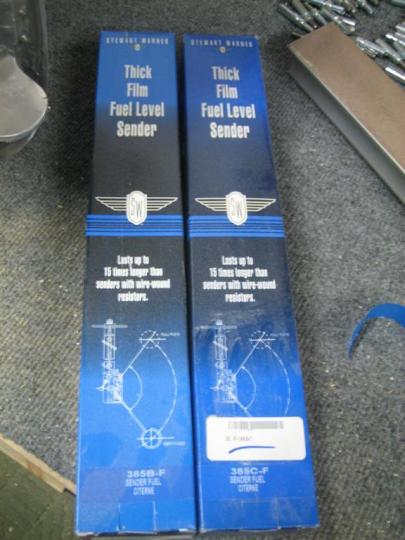 STEWART WARNER
Thick
Film
Fuel Level
Sender
SW
Lasts up to
15 times longer than
senders with wire-wound
resistors.
385B-F
SENDER FUEL
CITERNE
STEWART WARNER
Thick
Film
Fuel Level
Sender
SW
Lasts up to
15 times longer than
senders with wire-wound
resistors.
385C-F
SENDER FUEL
CITERNE